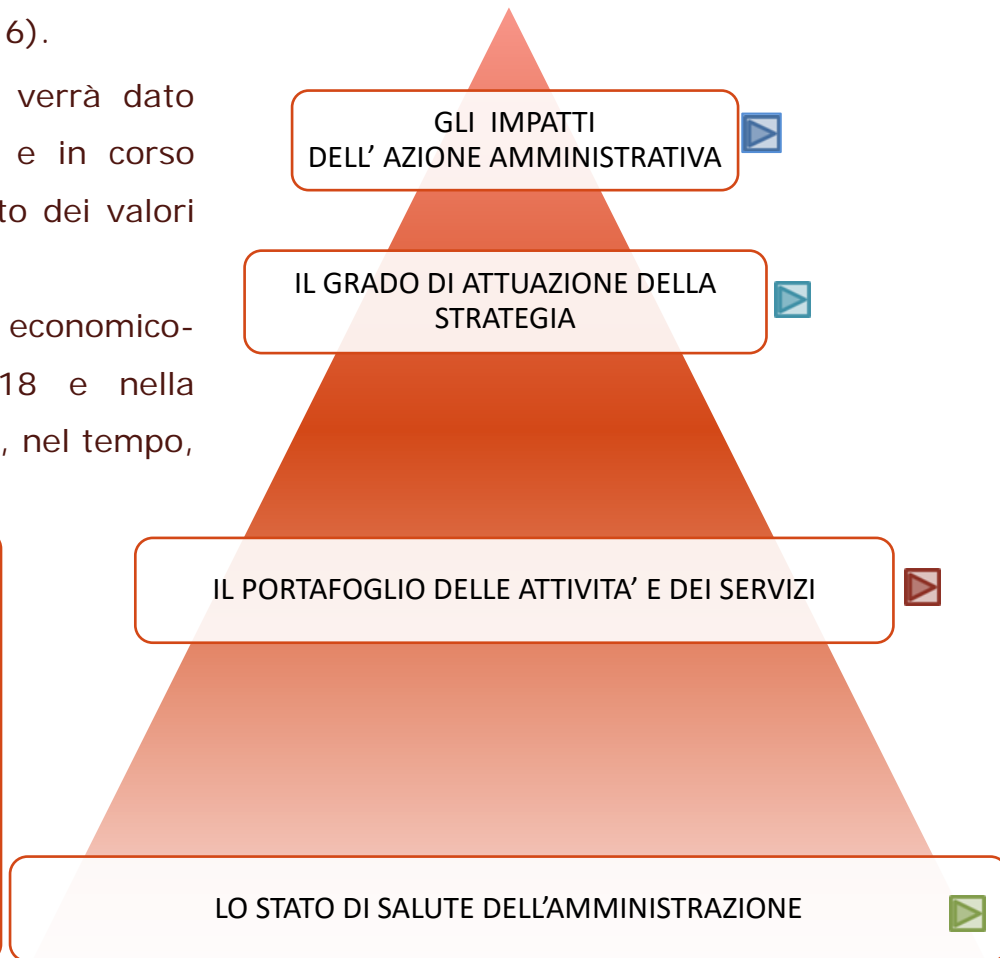 6).
verrà dato
e in corso
to dei valori
economico-
18 e nella
, nel tempo,
GLI IMPATTI
DELL' AZIONE AMMINISTRATIVA
IL GRADO DI ATTUAZIONE DELLA
STRATEGIA
IL PORTAFOGLIO DELLE ATTIVITA' E DEI SERVIZI
LO STATO DI SALUTE DELL'AMMINISTRAZIONE